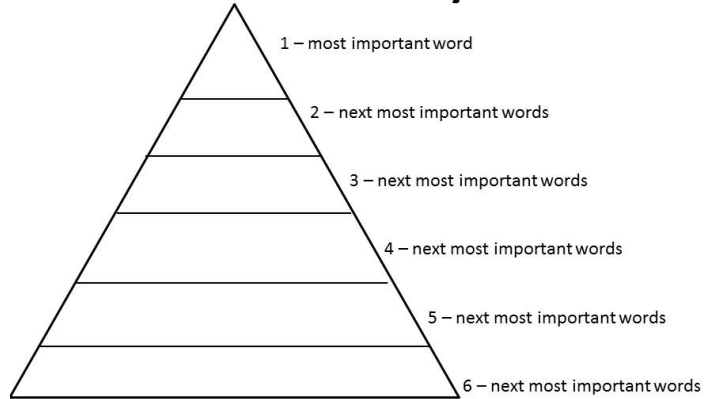 1 – most important word
2 – next most important words
3 – next most important words
4 – next most important words
5 – next most important words
6 – next most important words